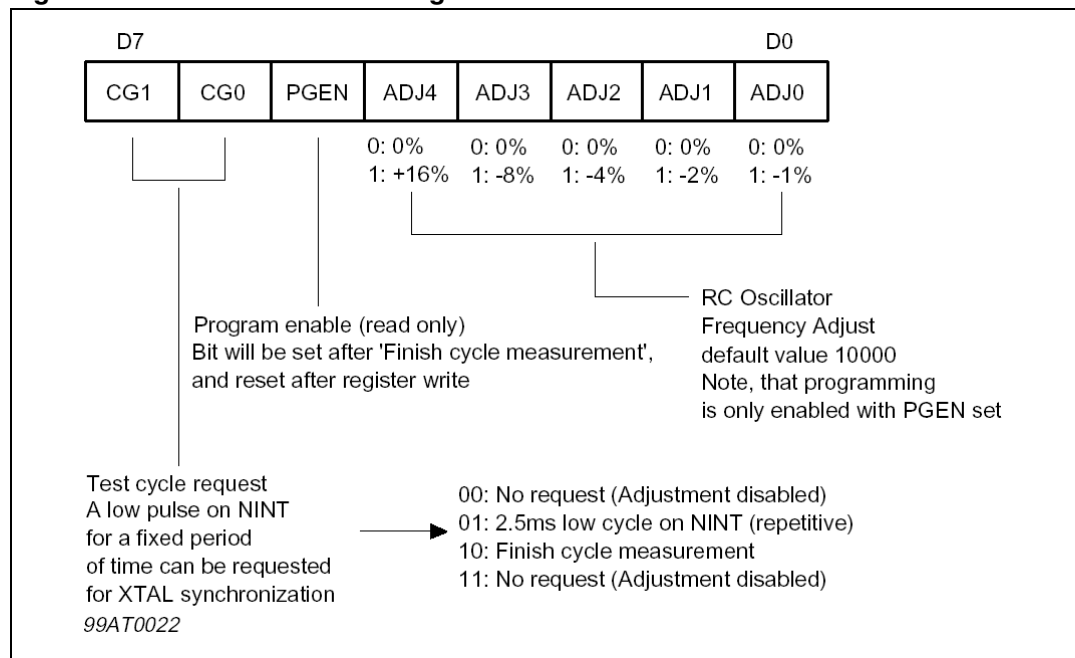 D7 D0
CG1 CG0 PGEN ADJ4 ADJ3 ADJ2 ADJ1 ADJ0
0: 0% 0: 0% 0: 0% 0: 0% 0: 0%
1: +16% 1: -8% 1: -4% 1: -2% 1: -1%
RC Oscillator
Frequency Adjust
default value 10000
Note, that programming
is only enabled with PGEN set
Program enable (read only)
Bit will be set after 'Finish cycle measurement',
and reset after register write
Test cycle request
A low pulse on NINT
for a fixed period
of time can be requested
for XTAL synchronization
00: No request (Adjustment disabled)
01: 2.5ms low cycle on NINT (repetitive)
10: Finish cycle measurement
11: No request (Adjustment disabled)
99AT0022